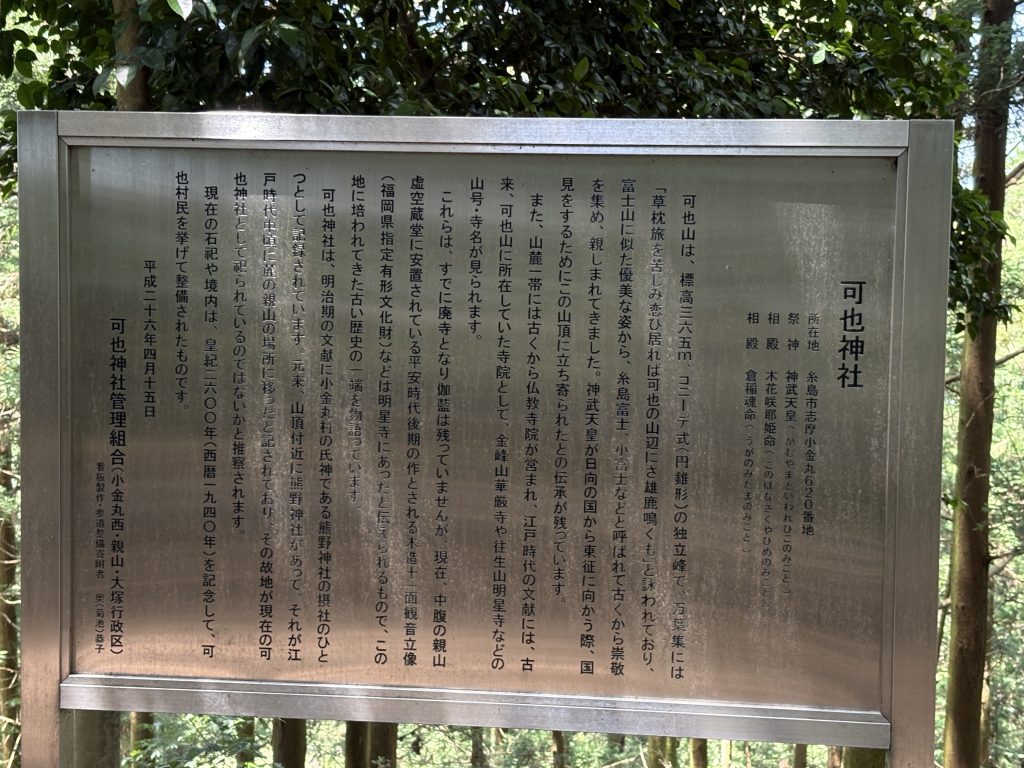 可也神社
所在地　糸島市志摩小金丸620番地
祭　神　神武天皇(かむやまといわれひこのみこと)
相　殿　木花咲耶姫命(このはなさくやひめのみこと)
相　殿　倉稲魂命(うがのみたまのみこと)
可也山は、標高三六五m、コニーデ式(円錐形)の独立峰で、万葉集には
「草枕旅を苦しみ恋ひ居れば可也の山辺にさ雄鹿鳴くも」と詠われており、
富士山に似た優美な姿から、糸島富士、小富士などと呼ばれて古くから崇敬
を集め、親しまれてきました。神武天皇が日向の国から東征に向かう際、国
見をするためにこの山頂に立ち寄られたとの伝承が残っています。
また、山麓一帯には古くから仏教寺院が営まれ、江戸時代の文献には、古
来、可也山に所在していた寺院として、金峰山華厳寺や往生山明星寺などの
山号・寺名が見られます。
これらは、すでに廃寺となり伽藍は残っていませんが、現在、中腹の親山
虚空蔵堂に安置されている平安時代後期の作とされる木造十一面観音立像
(福岡県指定有形文化財)などは明星寺にあったと伝えられるもので、この
地に培われてきた古い歴史の一端を物語っています。
可也神社は、明治期の文献に小金丸村の氏神である熊野神社の摂社のひと
つとして記録されています。元来、山頂付近に熊野神社があって、それが江
戸時代中頃に麓の親山の場所に移ったと記されており、その故地が現在の可
也神社として祀られているのではないかと推察されます。
現在の石祀や境内は、皇紀二六〇〇年(西暦一九四〇年)を記念して、可
也村民を挙げて整備されたものです。
平成二十六年四月十五日
可也神社管理組合(小金丸西・親山・大塚行政区)
看板製作・参道整備寄附者　奥(菊池)恭子